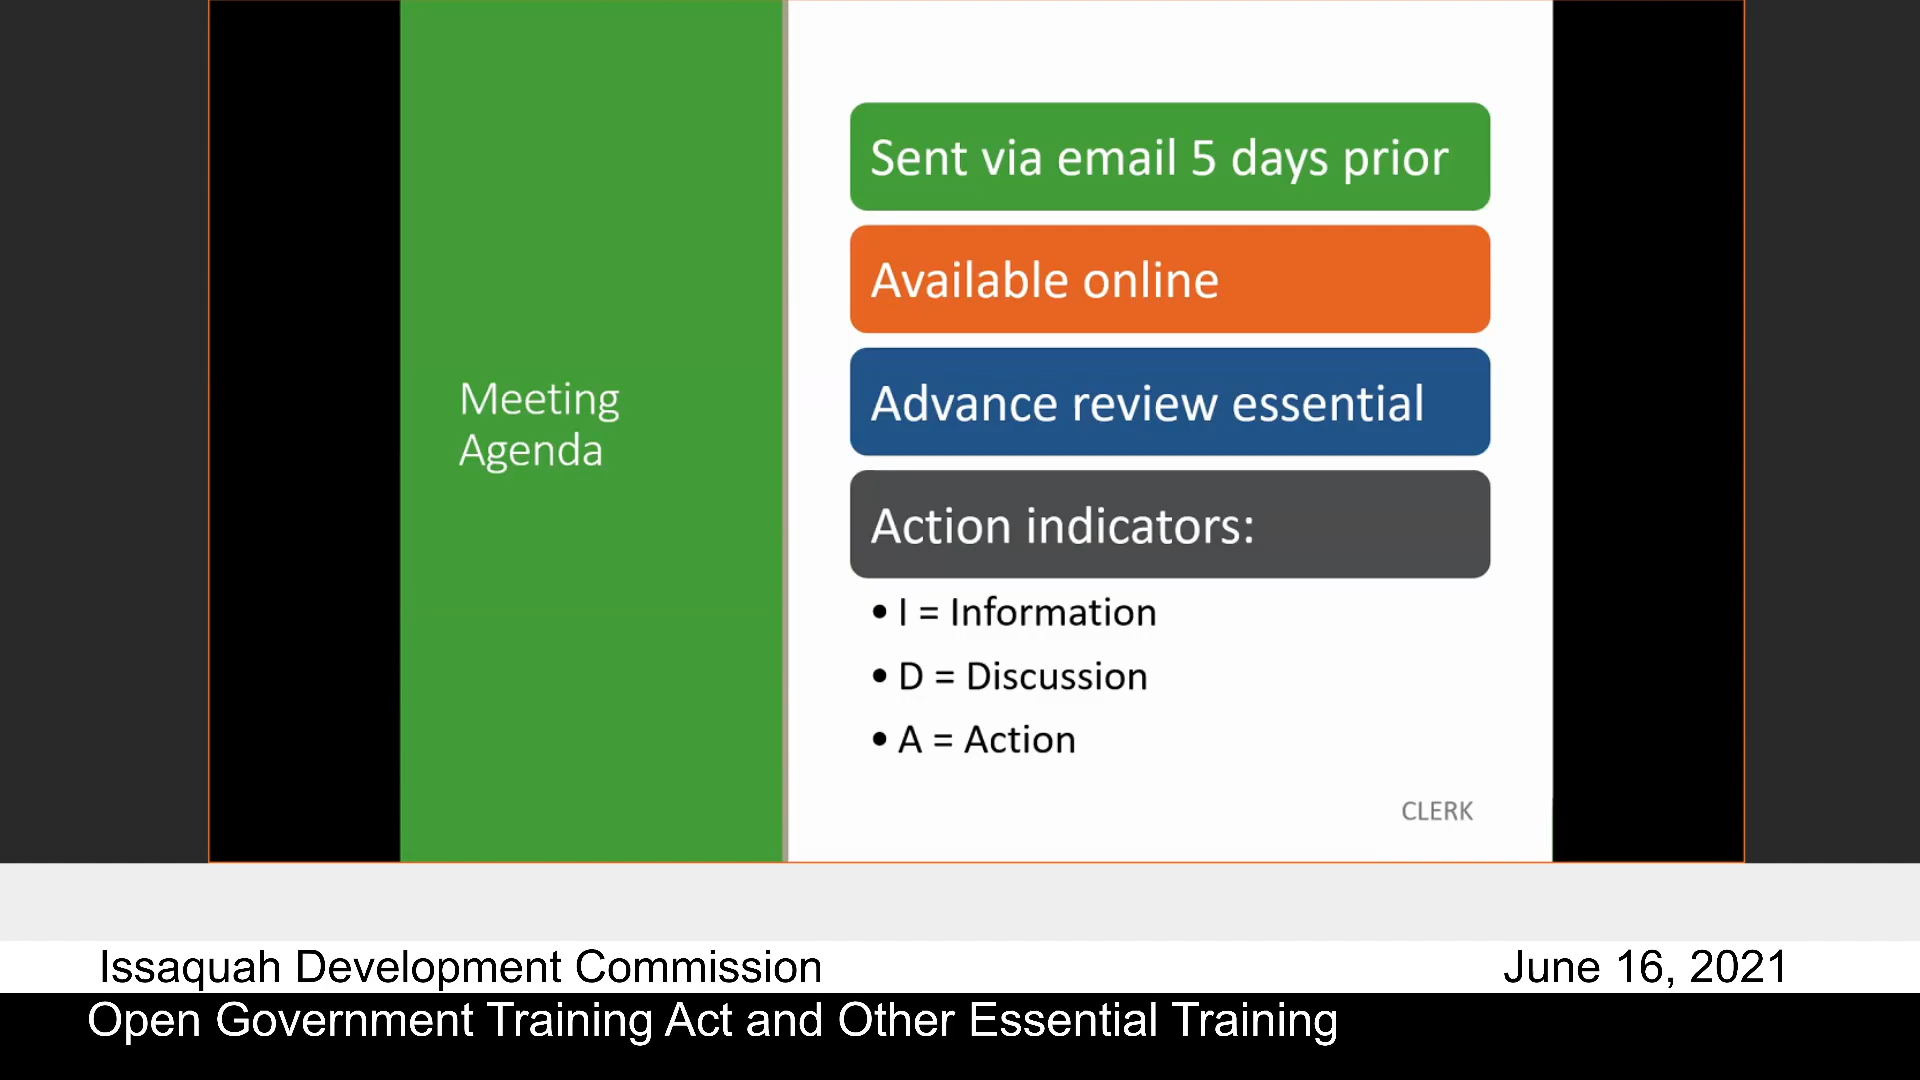 Meeting
Agenda
Sent via email 5 days prior
Available online
Advance review essential
Action indicators:
• I = Information
• D = Discussion
• A = Action
CLERK
Issaquah Development Commission
June 16, 2021
Open Government Training Act and Other Essential Training